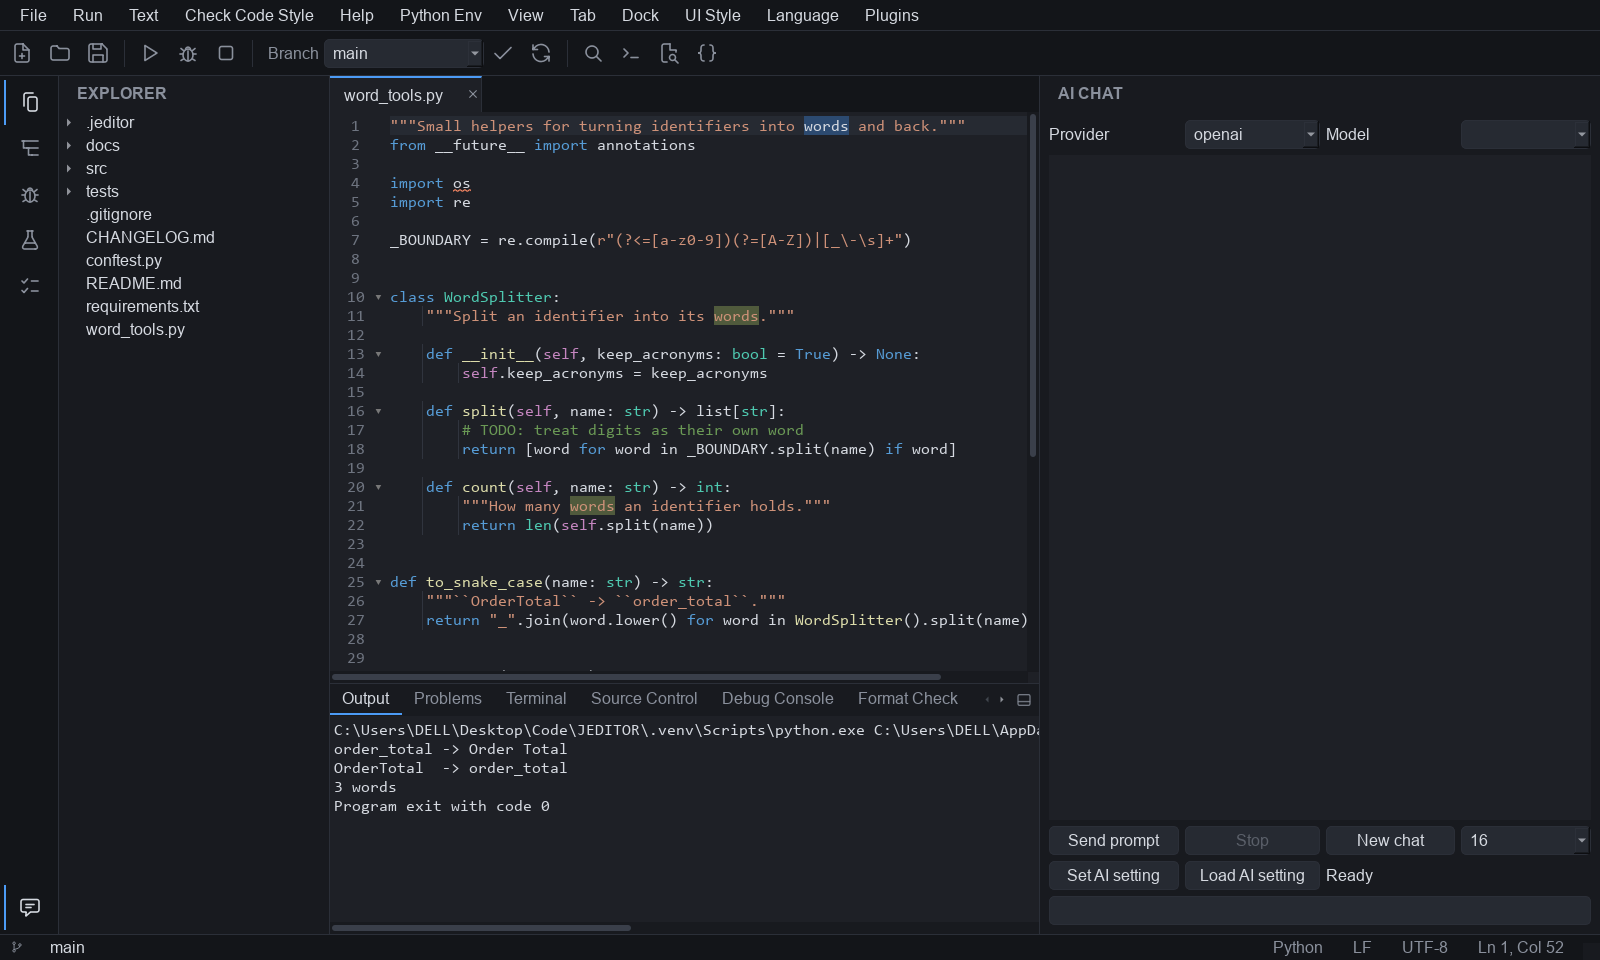 File Run Text Check Code Style Help Python Env View Tab Dock UI Style Language Plugins
Branch main
EXPLORER
.jeditor
docs
src
tests
.gitignore
CHANGELOG.md
conftest.py
README.md
requirements.txt
word_tools.py
word_tools.py ×
1 """Small helpers for turning identifiers into words and back."""
2 from __future__ import annotations
3
4 import os
5 import re
6
7 _BOUNDARY = re.compile(r"(?<=[a-z0-9])(?=[A-Z])|[_\-\s]+")
8
9
10 class WordSplitter:
11     """Split an identifier into its words."""
12
13     def __init__(self, keep_acronyms: bool = True) -> None:
14         self.keep_acronyms = keep_acronyms
15
16     def split(self, name: str) -> list[str]:
17         # TODO: treat digits as their own word
18         return [word for word in _BOUNDARY.split(name) if word]
19
20     def count(self, name: str) -> int:
21         """How many words an identifier holds."""
22         return len(self.split(name))
23
24
25 def to_snake_case(name: str) -> str:
26     """``OrderTotal`` -> ``order_total``."""
27     return "_".join(word.lower() for word in WordSplitter().split(name)
28
29
Output Problems Terminal Source Control Debug Console Format Check
C:\Users\DELL\Desktop\Code\JEDITOR\.venv\Scripts\python.exe C:\Users\DELL\AppDa
order_total -> Order Total
OrderTotal  -> order_total
3 words
Program exit with code 0
AI CHAT
Provider openai Model
Send prompt Stop New chat 16
Set AI setting Load AI setting Ready
main Python LF UTF-8 Ln 1, Col 52